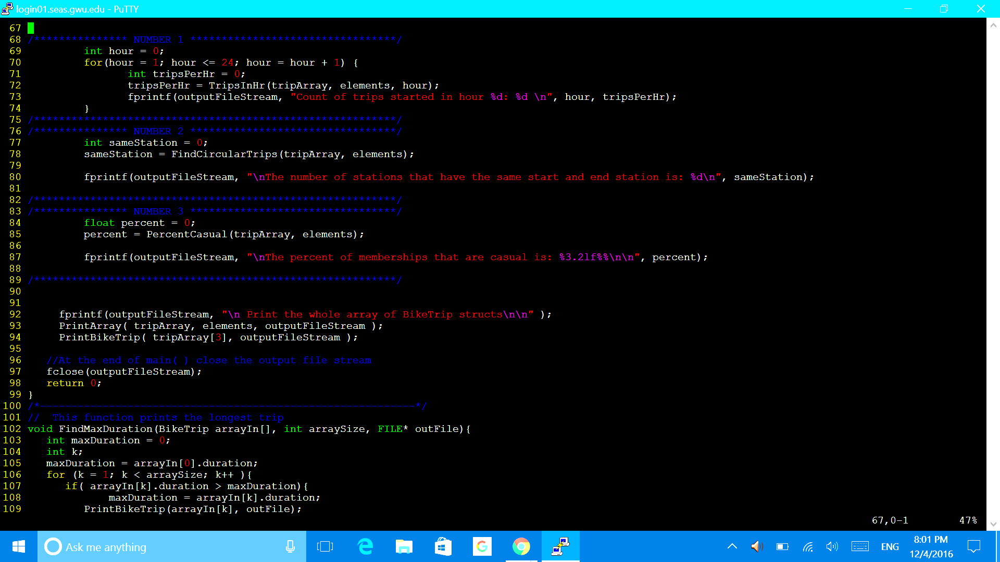 login01.seas.gwu.edu - PuTTY
67
68 /*************** NUMBER 1 *********************************/
69 int hour = 0;
70 for(hour = 1; hour <= 24; hour = hour + 1) {
71 int tripsPerHr = 0;
72 tripsPerHr = TripsInHr(tripArray, elements, hour);
73 fprintf(outputFileStream, "Count of trips started in hour %d: %d \n", hour, tripsPerHr);
74 }
75 /**********************************************************/
76 /*************** NUMBER 2 *********************************/
77 int sameStation = 0;
78 sameStation = FindCircularTrips(tripArray, elements);
79
80 fprintf(outputFileStream, "\nThe number of stations that have the same start and end station is: %d\n", sameStation);
81
82 /**********************************************************/
83 /*************** NUMBER 3 *********************************/
84 float percent = 0;
85 percent = PercentCasual(tripArray, elements);
86
87 fprintf(outputFileStream, "\nThe percent of memberships that are casual is: %3.2lf%%\n\n", percent);
88
89 /**********************************************************/
90
91
92 fprintf(outputFileStream, "\n Print the whole array of BikeTrip structs\n\n" );
93 PrintArray( tripArray, elements, outputFileStream );
94 PrintBikeTrip( tripArray[3], outputFileStream );
95
96 //At the end of main( ) close the output file stream
97 fclose(outputFileStream);
98 return 0;
99 }
100 /*------------------------------------------------------------*/
101 // This function prints the longest trip
102 void FindMaxDuration(BikeTrip arrayIn[], int arraySize, FILE* outFile){
103 int maxDuration = 0;
104 int k;
105 maxDuration = arrayIn[0].duration;
106 for (k = 1; k < arraySize; k++ ){
107 if( arrayIn[k].duration > maxDuration){
108 maxDuration = arrayIn[k].duration;
109 PrintBikeTrip(arrayIn[k], outFile);
67,0-1 47%
Ask me anything
ENG
8:01 PM
12/4/2016